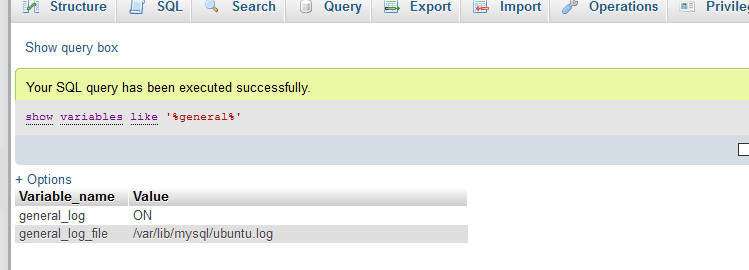 Structure SQL Search Query Export Import Operations
Show query box
Your SQL query has been executed successfully.
show variables like '%general%'
+ Options
Variable_name Value
general_log ON
general_log_file /var/lib/mysql/ubuntu.log